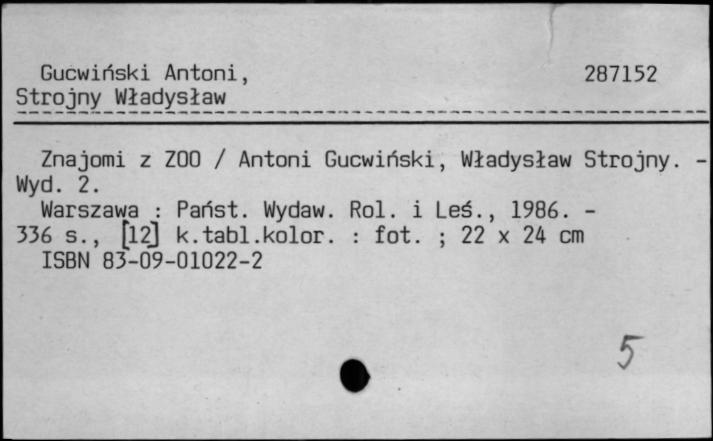 Gucwiński Antoni, 287152
Strojny Władysław
Znajomi z ZOO / Antoni Gucwiński, Władysław Strojny. -
Wyd. 2.
Warszawa : Państ. Wydaw. Rol. i Leś., 1986. -
336 s., [12] k.tabl.kolor. : fot. ; 22 x 24 cm
ISBN 83-09-01022-2
5